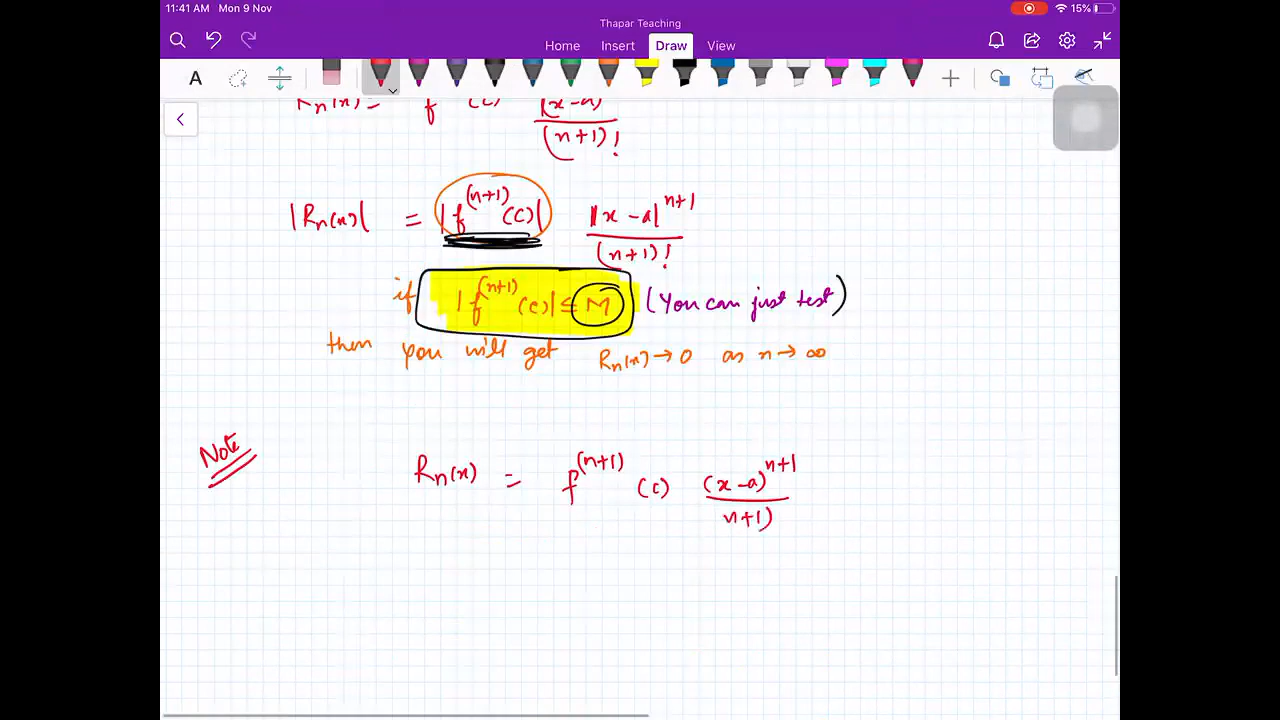 11:41 AM Mon 9 Nov
15%
Thapar Teaching
Home Insert Draw View
A
Rn(x) = f (c) (x-a)
(n+1)!
|Rn(x)| = |f^(n+1) (c)| |x-a|^n+1
(n+1)!
if |f^(n+1) (c)| ≤ M (You can just test)
then you will get Rn(x) → 0 as n → ∞
Note
Rn(x) = f^(n+1) (c) (x-a)^n+1
n+1)